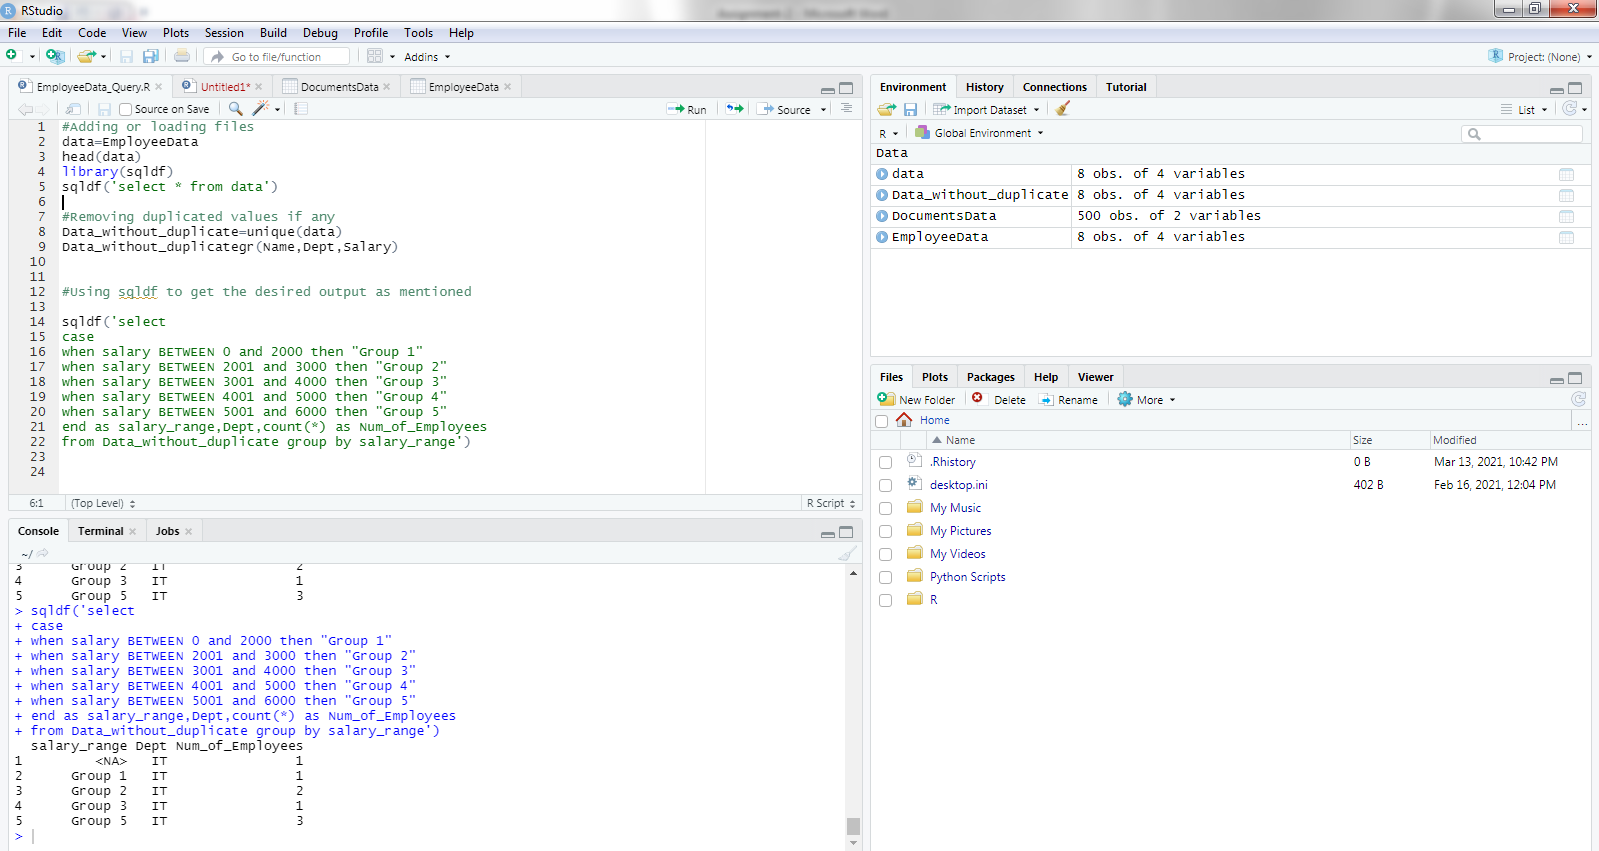 RStudio
File Edit Code View Plots Session Build Debug Profile Tools Help
Go to file/function Addins Project: (None)
EmployeeData_Query.R Untitled1* DocumentsData EmployeeData
Source on Save Run Source
1 #Adding or loading files
2 data=EmployeeData
3 head(data)
4 library(sqldf)
5 sqldf('select * from data')
6
7 #Removing duplicated values if any
8 Data_without_duplicate=unique(data)
9 Data_without_duplicategr(Name,Dept,Salary)
10
11
12 #Using sqldf to get the desired output as mentioned
13
14 sqldf('select
15 case
16 when salary BETWEEN 0 and 2000 then "Group 1"
17 when salary BETWEEN 2001 and 3000 then "Group 2"
18 when salary BETWEEN 3001 and 4000 then "Group 3"
19 when salary BETWEEN 4001 and 5000 then "Group 4"
20 when salary BETWEEN 5001 and 6000 then "Group 5"
21 end as salary_range,Dept,count(*) as Num_of_Employees
22 from Data_without_duplicate group by salary_range')
23
24
6:1 (Top Level) R Script
Console Terminal Jobs
~/
3 Group 2 IT 2
4 Group 3 IT 1
5 Group 5 IT 3
> sqldf('select
+ case
+ when salary BETWEEN 0 and 2000 then "Group 1"
+ when salary BETWEEN 2001 and 3000 then "Group 2"
+ when salary BETWEEN 3001 and 4000 then "Group 3"
+ when salary BETWEEN 4001 and 5000 then "Group 4"
+ when salary BETWEEN 5001 and 6000 then "Group 5"
+ end as salary_range,Dept,count(*) as Num_of_Employees
+ from Data_without_duplicate group by salary_range')
salary_range Dept Num_of_Employees
1 <NA> IT 1
2 Group 1 IT 1
3 Group 2 IT 2
4 Group 3 IT 1
5 Group 5 IT 3
>
Environment History Connections Tutorial
Import Dataset List
R Global Environment
Data
data 8 obs. of 4 variables
Data_without_duplicate 8 obs. of 4 variables
DocumentsData 500 obs. of 2 variables
EmployeeData 8 obs. of 4 variables
Files Plots Packages Help Viewer
New Folder Delete Rename More
Home ...
Name Size Modified
.Rhistory 0 B Mar 13, 2021, 10:42 PM
desktop.ini 402 B Feb 16, 2021, 12:04 PM
My Music
My Pictures
My Videos
Python Scripts
R